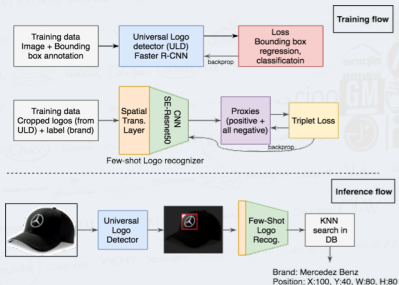 Training flow
Training data
Image + Bounding
box annotation
Universal Logo
detector (ULD)
Faster R-CNN
Loss
Bounding box
regression,
classificatoin
backprop
Training data
Cropped logos (from
ULD) + label (brand)
Spatial
Trans.
Layer
CNN
SE-Resnet50
Proxies
(positive +
all negative)
Triplet Loss
backprop
Few-shot Logo recognizer
Inference flow
Universal
Logo
Detector
Few-Shot
Logo
Recog.
KNN
search in
DB
Brand: Mercedez Benz
Position: X:100, Y:40, W:80, H:80